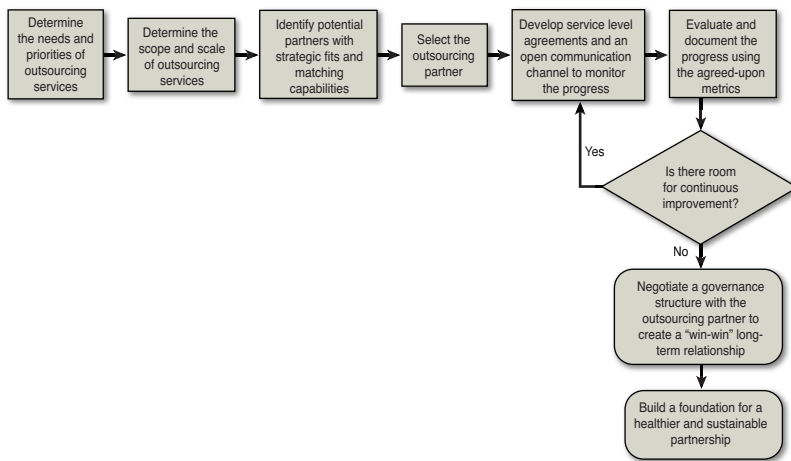 Determine
the needs and
priorities of
outsourcing
services
Determine the
scope and scale
of outsourcing
services
Identify potential
partners with
strategic fits and
matching
capabilities
Select the
outsourcing
partner
Develop service level
agreements and an
open communication
channel to monitor
the progress
Evaluate and
document the
progress using
the agreed-upon
metrics
Yes
Is there room
for continuous
improvement?
No
Negotiate a governance
structure with the
outsourcing partner to
create a “win-win” long-
term relationship
Build a foundation for a
healthier and sustainable
partnership